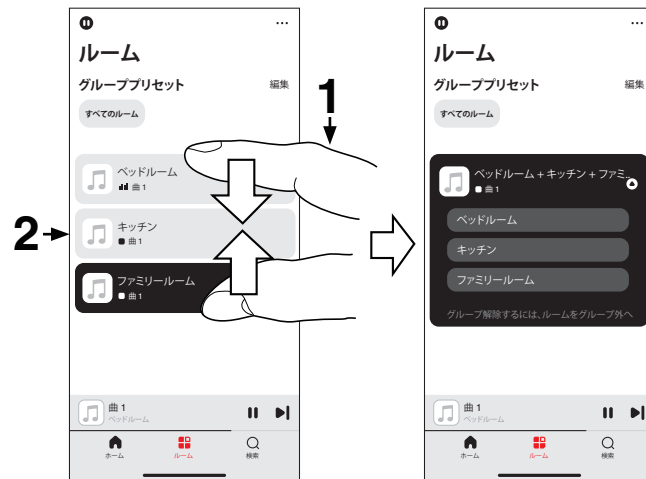 ルーム
グループプリセット
編集
すべてのルーム
1
ベッドルーム
曲 1
2
キッチン
曲 1
ファミリールーム
曲 1
曲 1
ベッドルーム
ホーム
ルーム
検索
ルーム
グループプリセット
編集
すべてのルーム
ベッドルーム + キッチン + ファミ...
曲 1
ベッドルーム
キッチン
ファミリールーム
グループ解除するには、ルームをグループ外へ
曲 1
ベッドルーム
ホーム
ルーム
検索